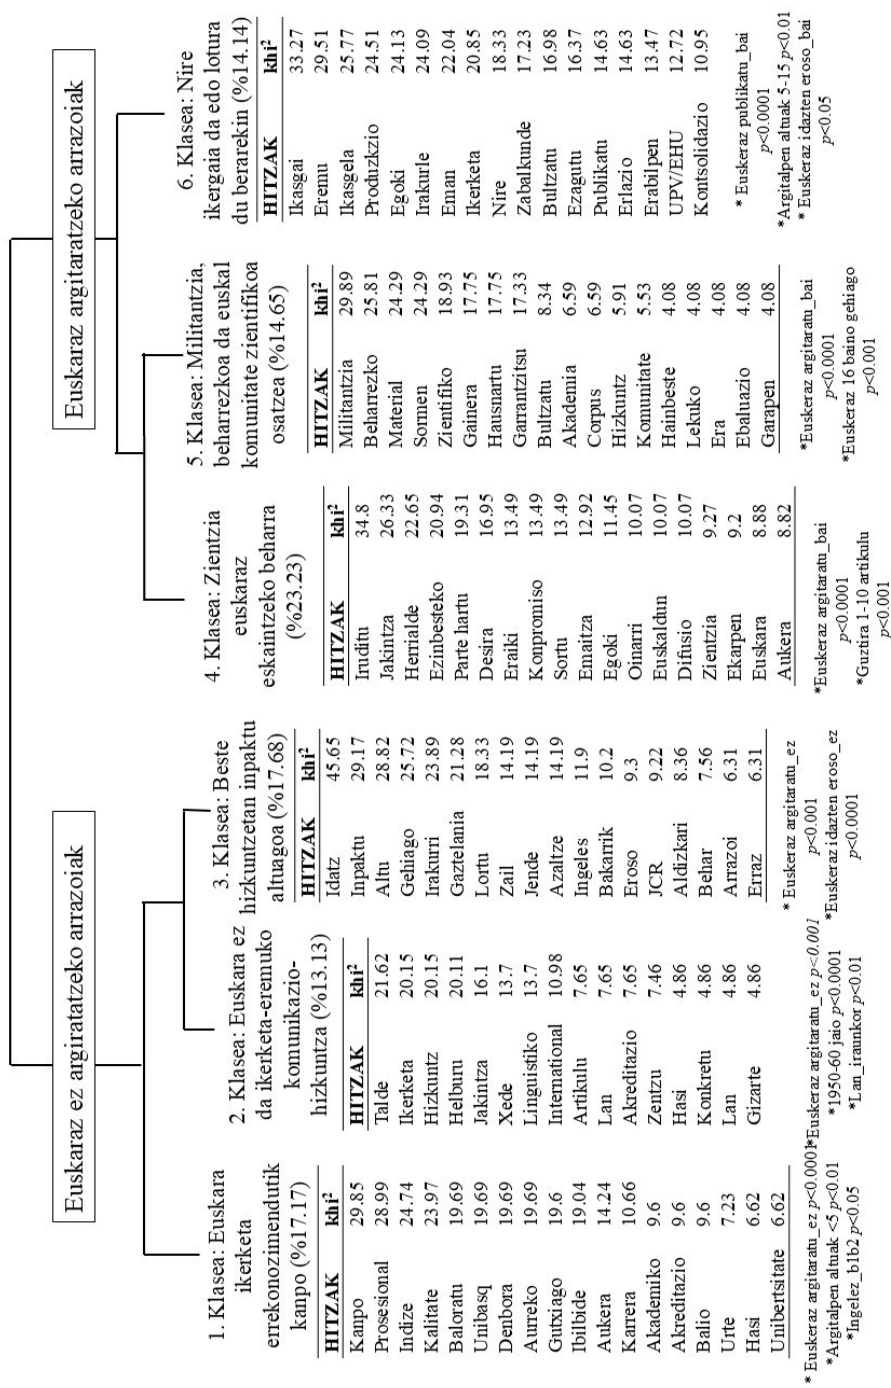 Euskaraz ez argiratatzeko arrazoiak
Euskaraz argitaratzeko arrazoiak
1. Klasea: Euskara
ikerketa
errekonozimendutik
kanpo (%17.17)
HITZAK khi²
Kanpo 29.85
Prosesional 28.99
Indize 24.74
Kalitate 23.97
Baloratu 19.69
Unibasq 19.69
Denbora 19.69
Aurreko 19.69
Gutxiago 19.6
Ibilbide 19.04
Aukera 14.24
Karrera 10.66
Akademiko 9.6
Akreditazio 9.6
Balio 9.6
Urte 7.23
Hasi 6.62
Unibertsitate 6.62
* Euskeraz argitaratu_ez p<0.0001
*Argitalpen altuak <5 p<0.01
*Ingelez_b1b2 p<0.05
2. Klasea: Euskara ez
da ikerketa-eremuko
komunikazio-
hizkuntza (%13.13)
HITZAK khi²
Talde 21.62
Ikerketa 20.15
Hizkuntz 20.15
Helburu 20.11
Jakintza 16.1
Xede 13.7
Linguistiko 13.7
International 10.98
Artikulu 7.65
Lan 7.65
Akreditazio 7.65
Zentzu 7.46
Hasi 4.86
Konkretu 4.86
Lan 4.86
Gizarte 4.86
*Euskeraz argitaratu_ez p<0.001
*1950-60 jaio p<0.0001
*Lan_iraunkor p<0.01
3. Klasea: Beste
hizkuntzetan inpaktu
altuagoa (%17.68)
HITZAK khi²
Idatz 45.65
Inpaktu 29.17
Altu 28.82
Gehiago 25.72
Irakurri 23.89
Gaztelania 21.28
Lortu 18.33
Zail 14.19
Jende 14.19
Azaltze 14.19
Ingeles 11.9
Bakarrik 10.2
Eroso 9.3
JCR 9.22
Aldizkari 8.36
Behar 7.56
Arrazoi 6.31
Erraz 6.31
* Euskeraz argitaratu_ez
p<0.001
*Euskeraz idazten eroso_ez
p<0.0001
4. Klasea: Zientzia
euskaraz
eskaintzeko beharra
(%23.23)
HITZAK khi²
Iruditu 34.8
Jakintza 26.33
Herrialde 22.65
Ezinbesteko 20.94
Parte hartu 19.31
Desira 16.95
Eraiki 13.49
Konpromiso 13.49
Sortu 13.49
Emaitza 12.92
Egoki 11.45
Oinarri 10.07
Euskaldun 10.07
Difusio 10.07
Zientzia 9.27
Ekarpen 9.2
Euskara 8.88
Aukera 8.82
*Euskeraz argitaratu_bai
p<0.0001
*Guztira 1-10 artikulu
p<0.001
5. Klasea: Militantzia,
beharrezkoa da euskal
komunitate zientifikoa
osatzea (%14.65)
HITZAK khi²
Militantzia 29.89
Beharrezko 25.81
Material 24.29
Sormen 24.29
Zientifiko 18.93
Gainera 17.75
Hausnartu 17.75
Garrantzitsu 17.33
Bultzatu 8.34
Akademia 6.59
Corpus 6.59
Hizkuntz 5.91
Komunitate 5.53
Hainbeste 4.08
Lekuko 4.08
Era 4.08
Ebaluazio 4.08
Garapen 4.08
*Euskeraz argitaratu_bai
p<0.0001
*Euskeraz 16 baino gehiago
p<0.001
6. Klasea: Nire
ikergaia da edo lotura
du berarekin (%14.14)
HITZAK khi²
Ikasgai 33.27
Eremu 29.51
Ikasgela 25.77
Produzkzio 24.51
Egoki 24.13
Irakurle 24.09
Eman 22.04
Ikerketa 20.85
Nire 18.33
Zabalkunde 17.23
Bultzatu 16.98
Ezagutu 16.37
Publikatu 14.63
Erlazio 14.63
Erabilpen 13.47
UPV/EHU 12.72
Kontsolidazio 10.95
* Euskeraz publikatu_bai
p<0.0001
*Argitalpen altuak 5-15 p<0.01
* Euskeraz idazten eroso_bai
p<0.05